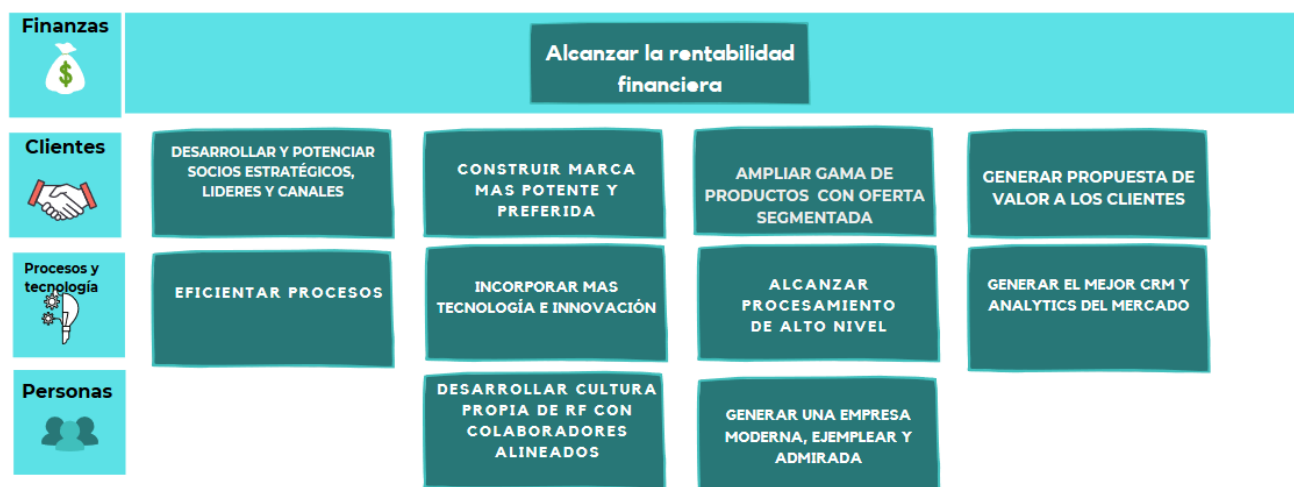 Finanzas
$
Alcanzar la rentabilidad
financiera
Clientes
DESARROLLAR Y POTENCIAR
SOCIOS ESTRATÉGICOS,
LIDERES Y CANALES
CONSTRUIR MARCA
MAS POTENTE Y
PREFERIDA
AMPLIAR GAMA DE
PRODUCTOS CON OFERTA
SEGMENTADA
GENERAR PROPUESTA DE
VALOR A LOS CLIENTES
Procesos y
tecnología
EFICIENTAR PROCESOS
INCORPORAR MAS
TECNOLOGÍA E INNOVACIÓN
ALCANZAR
PROCESAMIENTO
DE ALTO NIVEL
GENERAR EL MEJOR CRM Y
ANALYTICS DEL MERCADO
Personas
DESARROLLAR CULTURA
PROPIA DE RF CON
COLABORADORES
ALINEADOS
GENERAR UNA EMPRESA
MODERNA, EJEMPLEAR Y
ADMIRADA